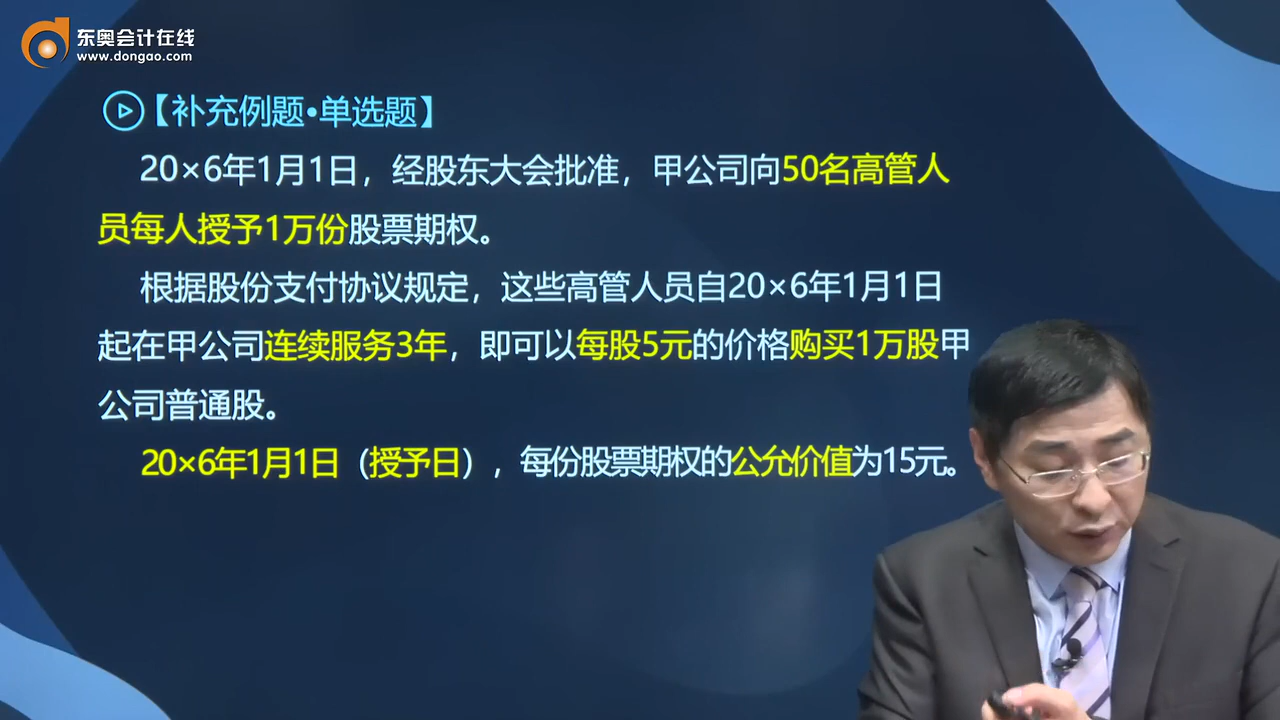 东奥会计在线
www.dongao.com
【补充例题•单选题】
20×6年1月1日，经股东大会批准，甲公司向50名高管人
员每人授予1万份股票期权。
根据股份支付协议规定，这些高管人员自20×6年1月1日
起在甲公司连续服务3年，即可以每股5元的价格购买1万股甲
公司普通股。
20×6年1月1日（授予日），每份股票期权的公允价值为15元。